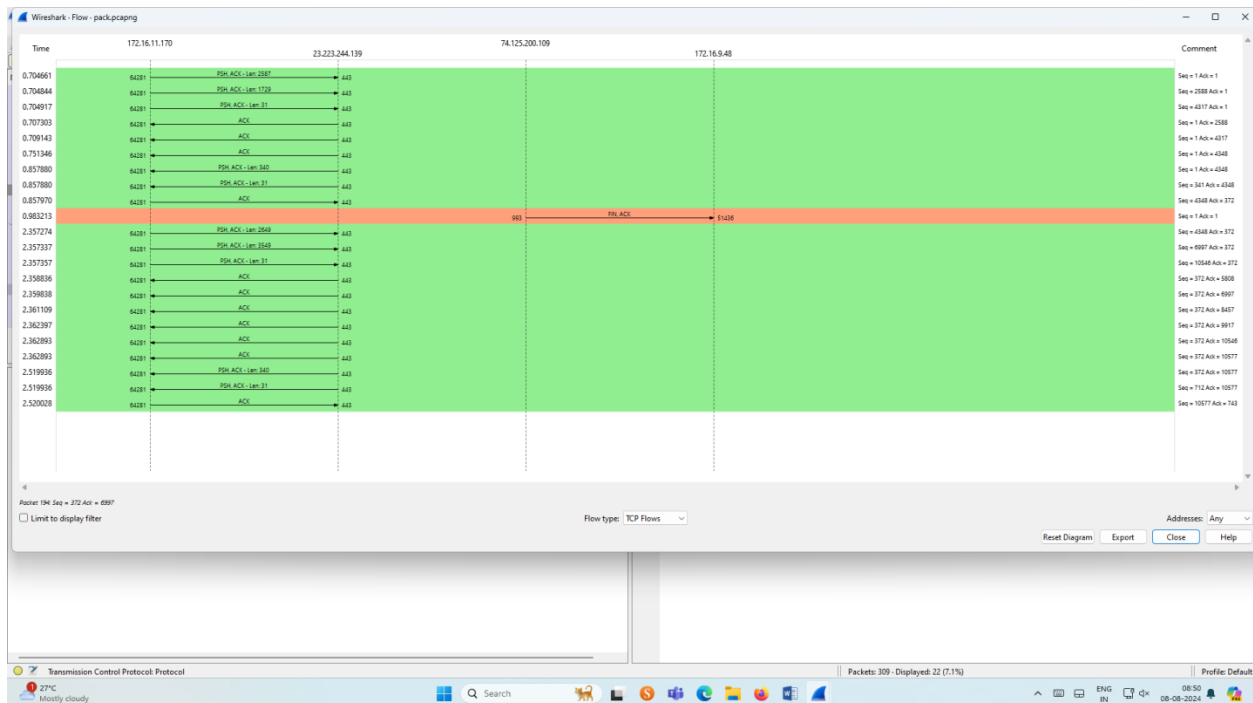 Wireshark · Flow · pack.pcapng
Time 172.16.11.170 23.223.244.139 74.125.200.109 172.16.9.48 Comment
0.704661 64281 PSH, ACK - Len: 2587 443 Seq = 1 Ack = 1
0.704844 64281 PSH, ACK - Len: 1729 443 Seq = 2588 Ack = 1
0.704917 64281 PSH, ACK - Len: 31 443 Seq = 4317 Ack = 1
0.707303 64281 ACK 443 Seq = 1 Ack = 2588
0.709143 64281 ACK 443 Seq = 1 Ack = 4317
0.751346 64281 ACK 443 Seq = 1 Ack = 4348
0.857880 64281 PSH, ACK - Len: 340 443 Seq = 1 Ack = 4348
0.857880 64281 PSH, ACK - Len: 31 443 Seq = 341 Ack = 4348
0.857970 64281 ACK 443 Seq = 4348 Ack = 372
0.983213 993 FIN, ACK 51436 Seq = 1 Ack = 1
2.357274 64281 PSH, ACK - Len: 2649 443 Seq = 4348 Ack = 372
2.357337 64281 PSH, ACK - Len: 3549 443 Seq = 6997 Ack = 372
2.357357 64281 PSH, ACK - Len: 31 443 Seq = 10546 Ack = 372
2.358836 64281 ACK 443 Seq = 372 Ack = 5808
2.359838 64281 ACK 443 Seq = 372 Ack = 6997
2.361109 64281 ACK 443 Seq = 372 Ack = 8457
2.362397 64281 ACK 443 Seq = 372 Ack = 9917
2.362893 64281 ACK 443 Seq = 372 Ack = 10546
2.362893 64281 ACK 443 Seq = 372 Ack = 10577
2.519936 64281 PSH, ACK - Len: 340 443 Seq = 372 Ack = 10577
2.519936 64281 PSH, ACK - Len: 31 443 Seq = 712 Ack = 10577
2.520028 64281 ACK 443 Seq = 10577 Ack = 743
Packet 194: Seq = 372 Ack = 6997
Limit to display filter Flow type: TCP Flows Addresses: Any
Reset Diagram Export Close Help
Transmission Control Protocol: Protocol Packets: 309 · Displayed: 22 (7.1%) Profile: Default
1 27°C Search ENG 08:50
Mostly cloudy IN 08-08-2024